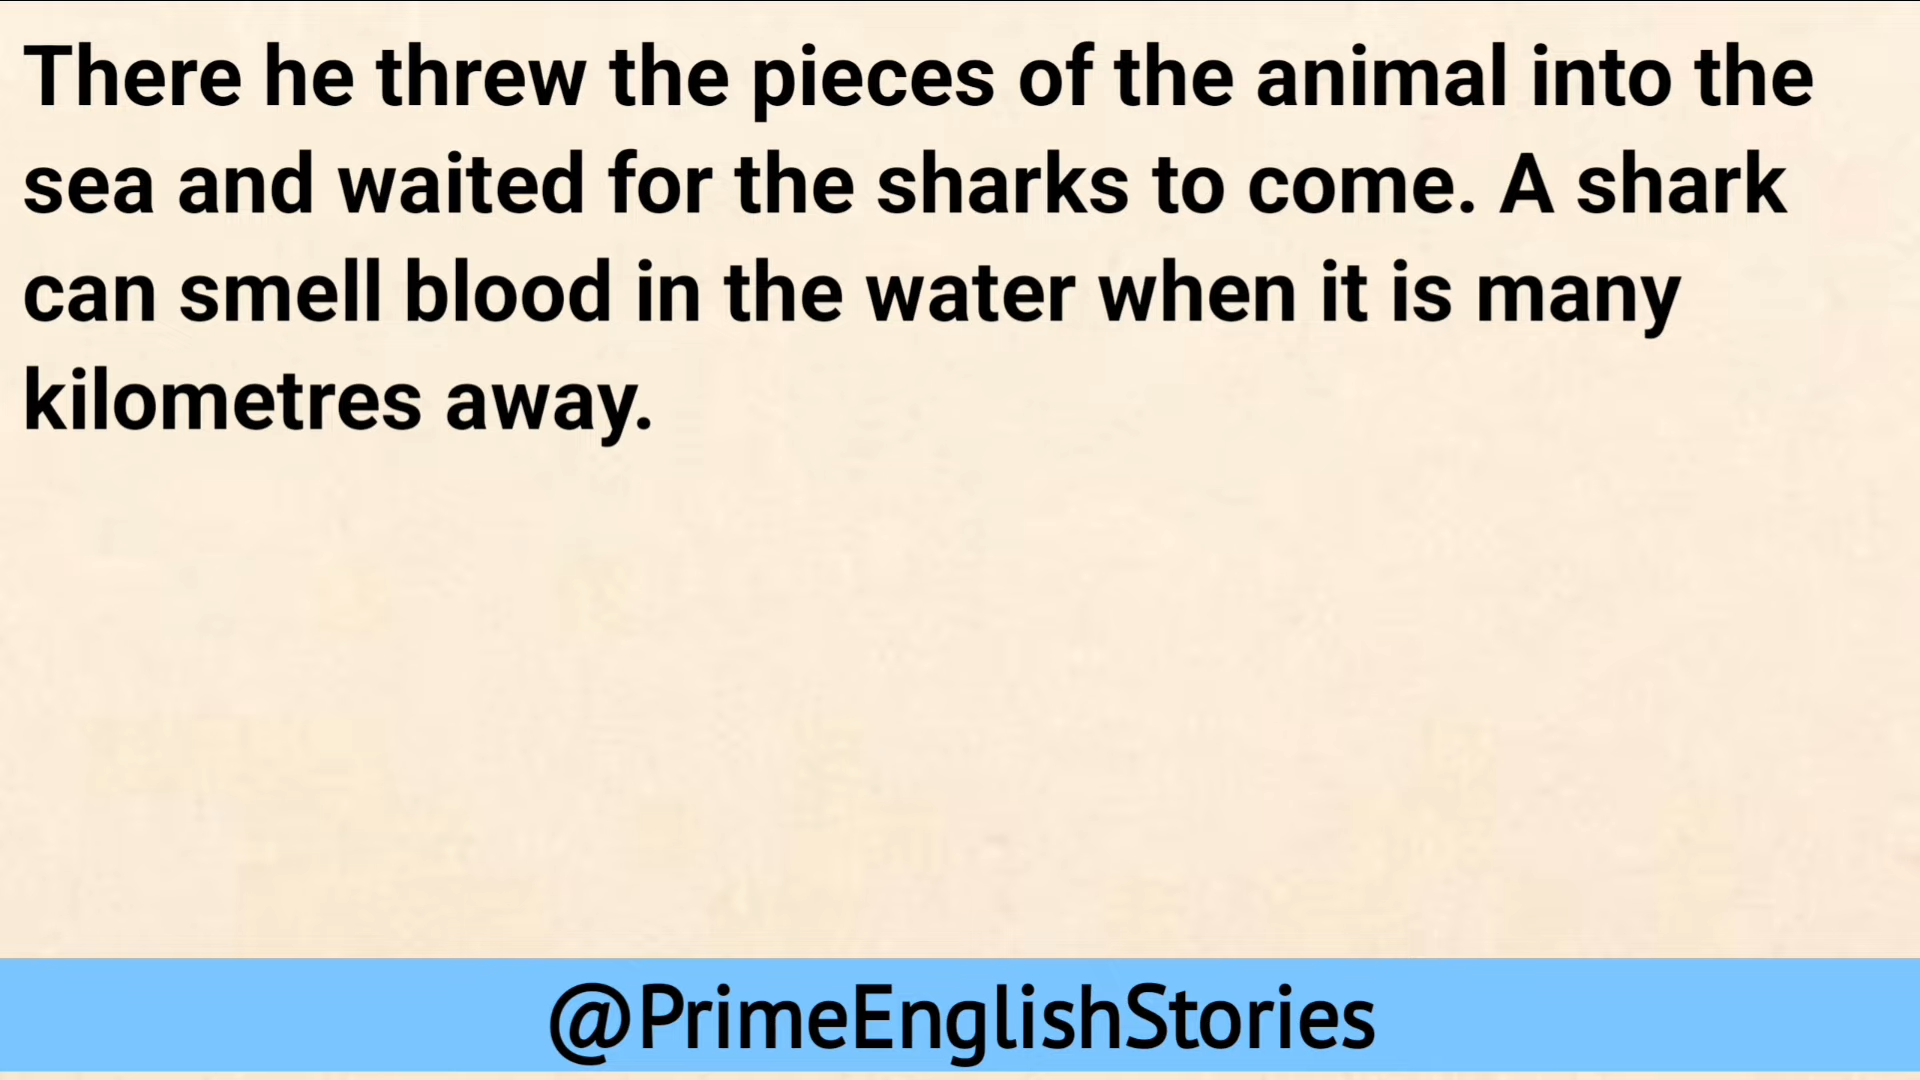 There he threw the pieces of the animal into the
sea and waited for the sharks to come. A shark
can smell blood in the water when it is many
kilometres away.
@PrimeEnglishStories